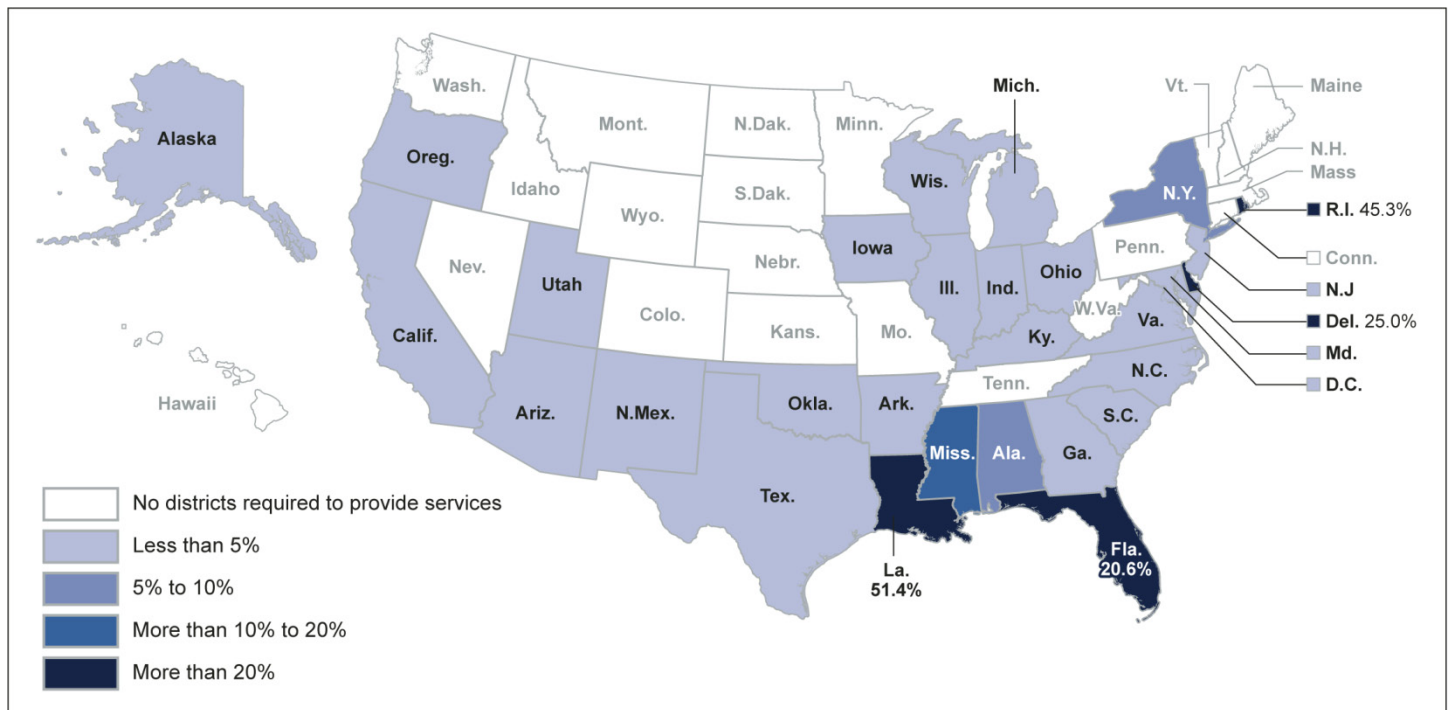 Wash.
Mont.
N.Dak.
Minn.
Mich.
Vt.
Maine
Alaska
Oreg.
Idaho
S.Dak.
Wis.
N.H.
Mass
N.Y.
R.I. 45.3%
Wyo.
Iowa
Nebr.
Penn.
Conn.
Nev.
Utah
Colo.
Ill.
Ind.
Ohio
N.J
Calif.
Kans.
Mo.
W.Va.
Va.
Ky.
Del. 25.0%
Md.
D.C.
Hawaii
Ariz.
N.Mex.
Okla.
Ark.
Tenn.
N.C.
S.C.
Miss.
Ala.
Ga.
Tex.
La.
51.4%
Fla.
20.6%
No districts required to provide services
Less than 5%
5% to 10%
More than 10% to 20%
More than 20%